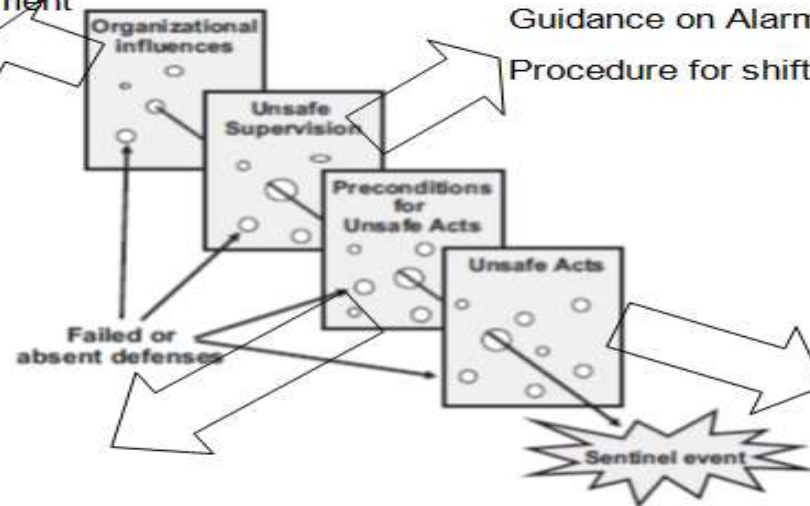 Guidance on Alarm
Procedure for shift
Organizational
influences
Unsafe
Supervision
Preconditions
for
Unsafe Acts
Unsafe Acts
Failed or
absent defenses
Sentinel event